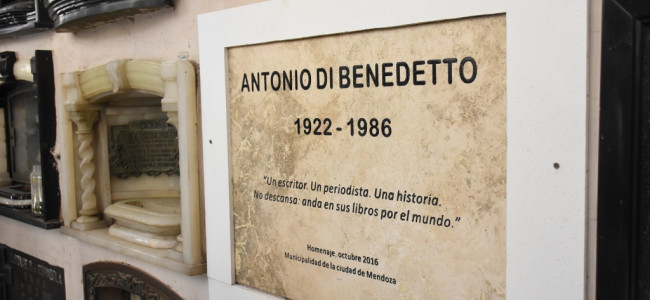 ANTONIO DI BENEDETTO
1922 - 1986
“Un escritor. Un periodista. Una historia.
No descansa: anda en sus libros por el mundo.”
Homenaje, octubre 2016
Municipalidad de la ciudad de Mendoza